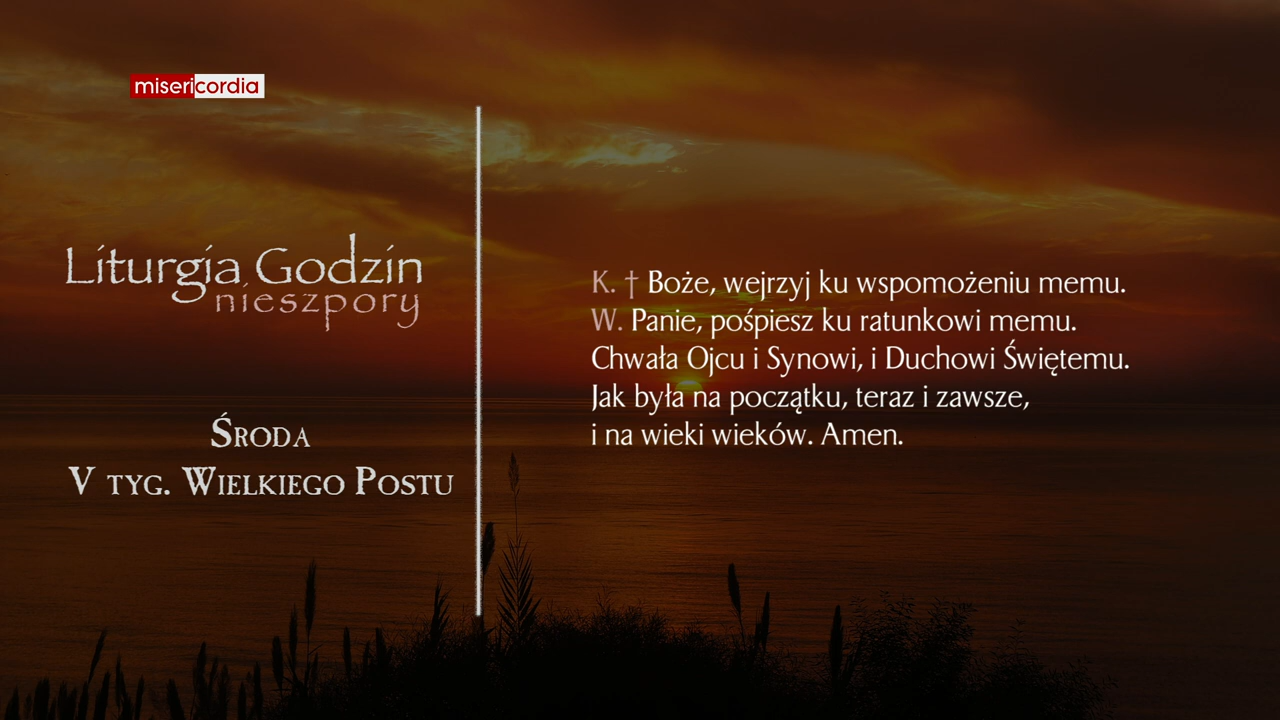 misericordia
Liturgia Godzin
nieszpory
Środa
V tyg. Wielkiego Postu
K. † Boże, wejrzyj ku wspomożeniu memu.
W. Panie, pośpiesz ku ratunkowi memu.
Chwała Ojcu i Synowi, i Duchowi Świętemu.
Jak była na początku, teraz i zawsze,
i na wieki wieków. Amen.